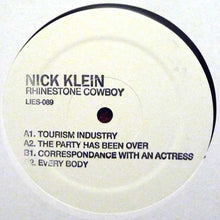 NICK KLEIN
RHINESTONE COWBOY
LIES-089
A1. TOURISM INDUSTRY
A2. THE PARTY HAS BEEN OVER
B1. CORRESPONDANCE WITH AN ACTRESS
2. EVERY BODY